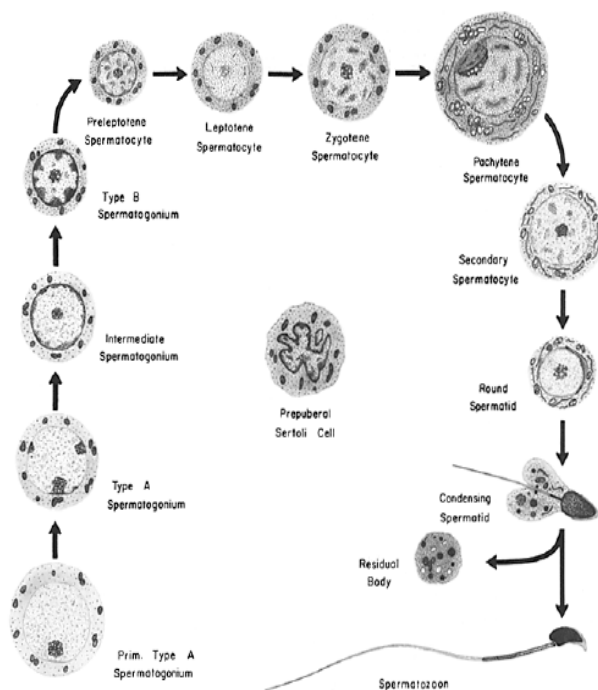 Preleptotene
Spermatocyte
Leptotene
Spermatocyte
Zygotene
Spermatocyte
Pachytene
Spermatocyte
Type B
Spermatogonium
Secondary
Spermatocyte
Intermediate
Spermatogonium
Prepuberal
Sertoli Cell
Round
Spermatid
Type A
Spermatogonium
Condensing
Spermatid
Residual
Body
Prim. Type A
Spermatogonium
Spermatozoon